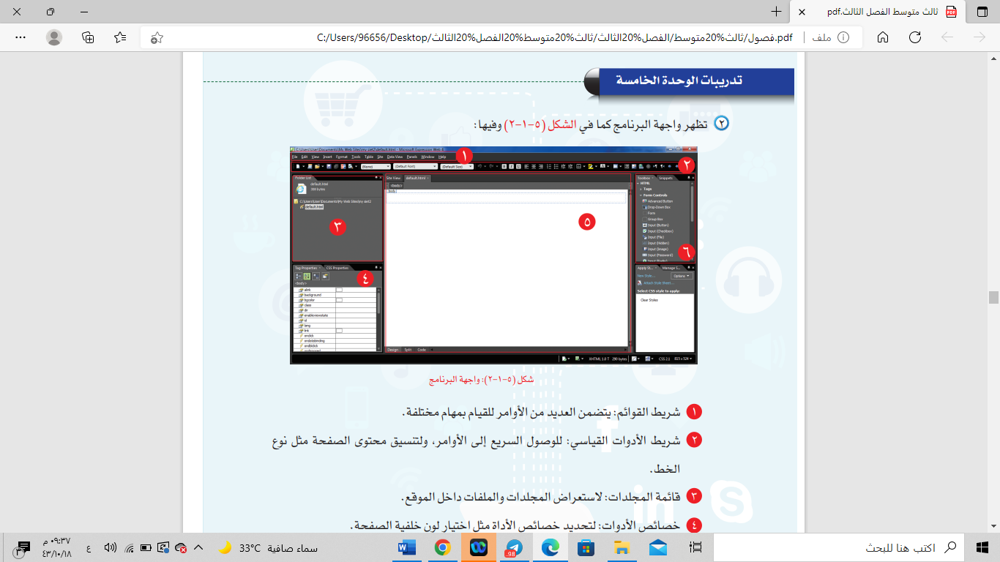 ثالث متوسط الفصل الثالث.pdf
ملف
C:/Users/96656/Desktop/فصول/ثالث%20متوسط/الفصل%20الثالث/ثالث%20متوسط%20الفصل%20الثالث.pdf
تدريبات الوحدة الخامسة
٢ تظهر واجهة البرنامج كما في الشكل (٥-١-٢) وفيها:
C:\Users\User\Documents\My Web Sites\my set2\default.html - Microsoft Expression Web 4
File Edit View Insert Format Tools Table Site Data View Panels Window Help
١
(None) (Default Font) (Default Size)
٢
Folder List
default.html
388 bytes
C:\Users\User\Documents\My Web Sites\my set2
default.html
٣
Site View default.html
<body>
body
٥
Toolbox Snippets
HTML
Tags
Form Controls
Advanced Button
Drop-Down Box
Form
Group Box
Input (Button)
Input (Checkbox)
Input (File)
Input (Hidden)
Input (Image)
Input (Password)
Input (Radio)
٦
Tag Properties CSS Properties
٤
<body>
alink
background
bgcolor
class
dir
enableviewstate
id
lang
link
onclick
ondatabinding
ondblclick
Apply St... Manage S...
New Style... Options
Attach Style Sheet...
Select CSS style to apply:
Clear Styles
Design Split Code
XHTML 1.0 T 290 bytes CSS 2.1 815 x 524
شكل (٥-١-٢): واجهة البرنامج
١ شريط القوائم: يتضمن العديد من الأوامر للقيام بمهام مختلفة.
٢ شريط الأدوات القياسي: للوصول السريع إلى الأوامر، ولتنسيق محتوى الصفحة مثل نوع
الخط.
٣ قائمة المجلدات: لاستعراض المجلدات والملفات داخل الموقع.
٤ خصائص الأدوات: لتحديد خصائص الأداة مثل اختيار لون خلفية الصفحة.
اكتب هنا للبحث
.98
33°C سماء صافية
ع
٠٩:٣٧ م
٤٣/١٠/١٨
٣